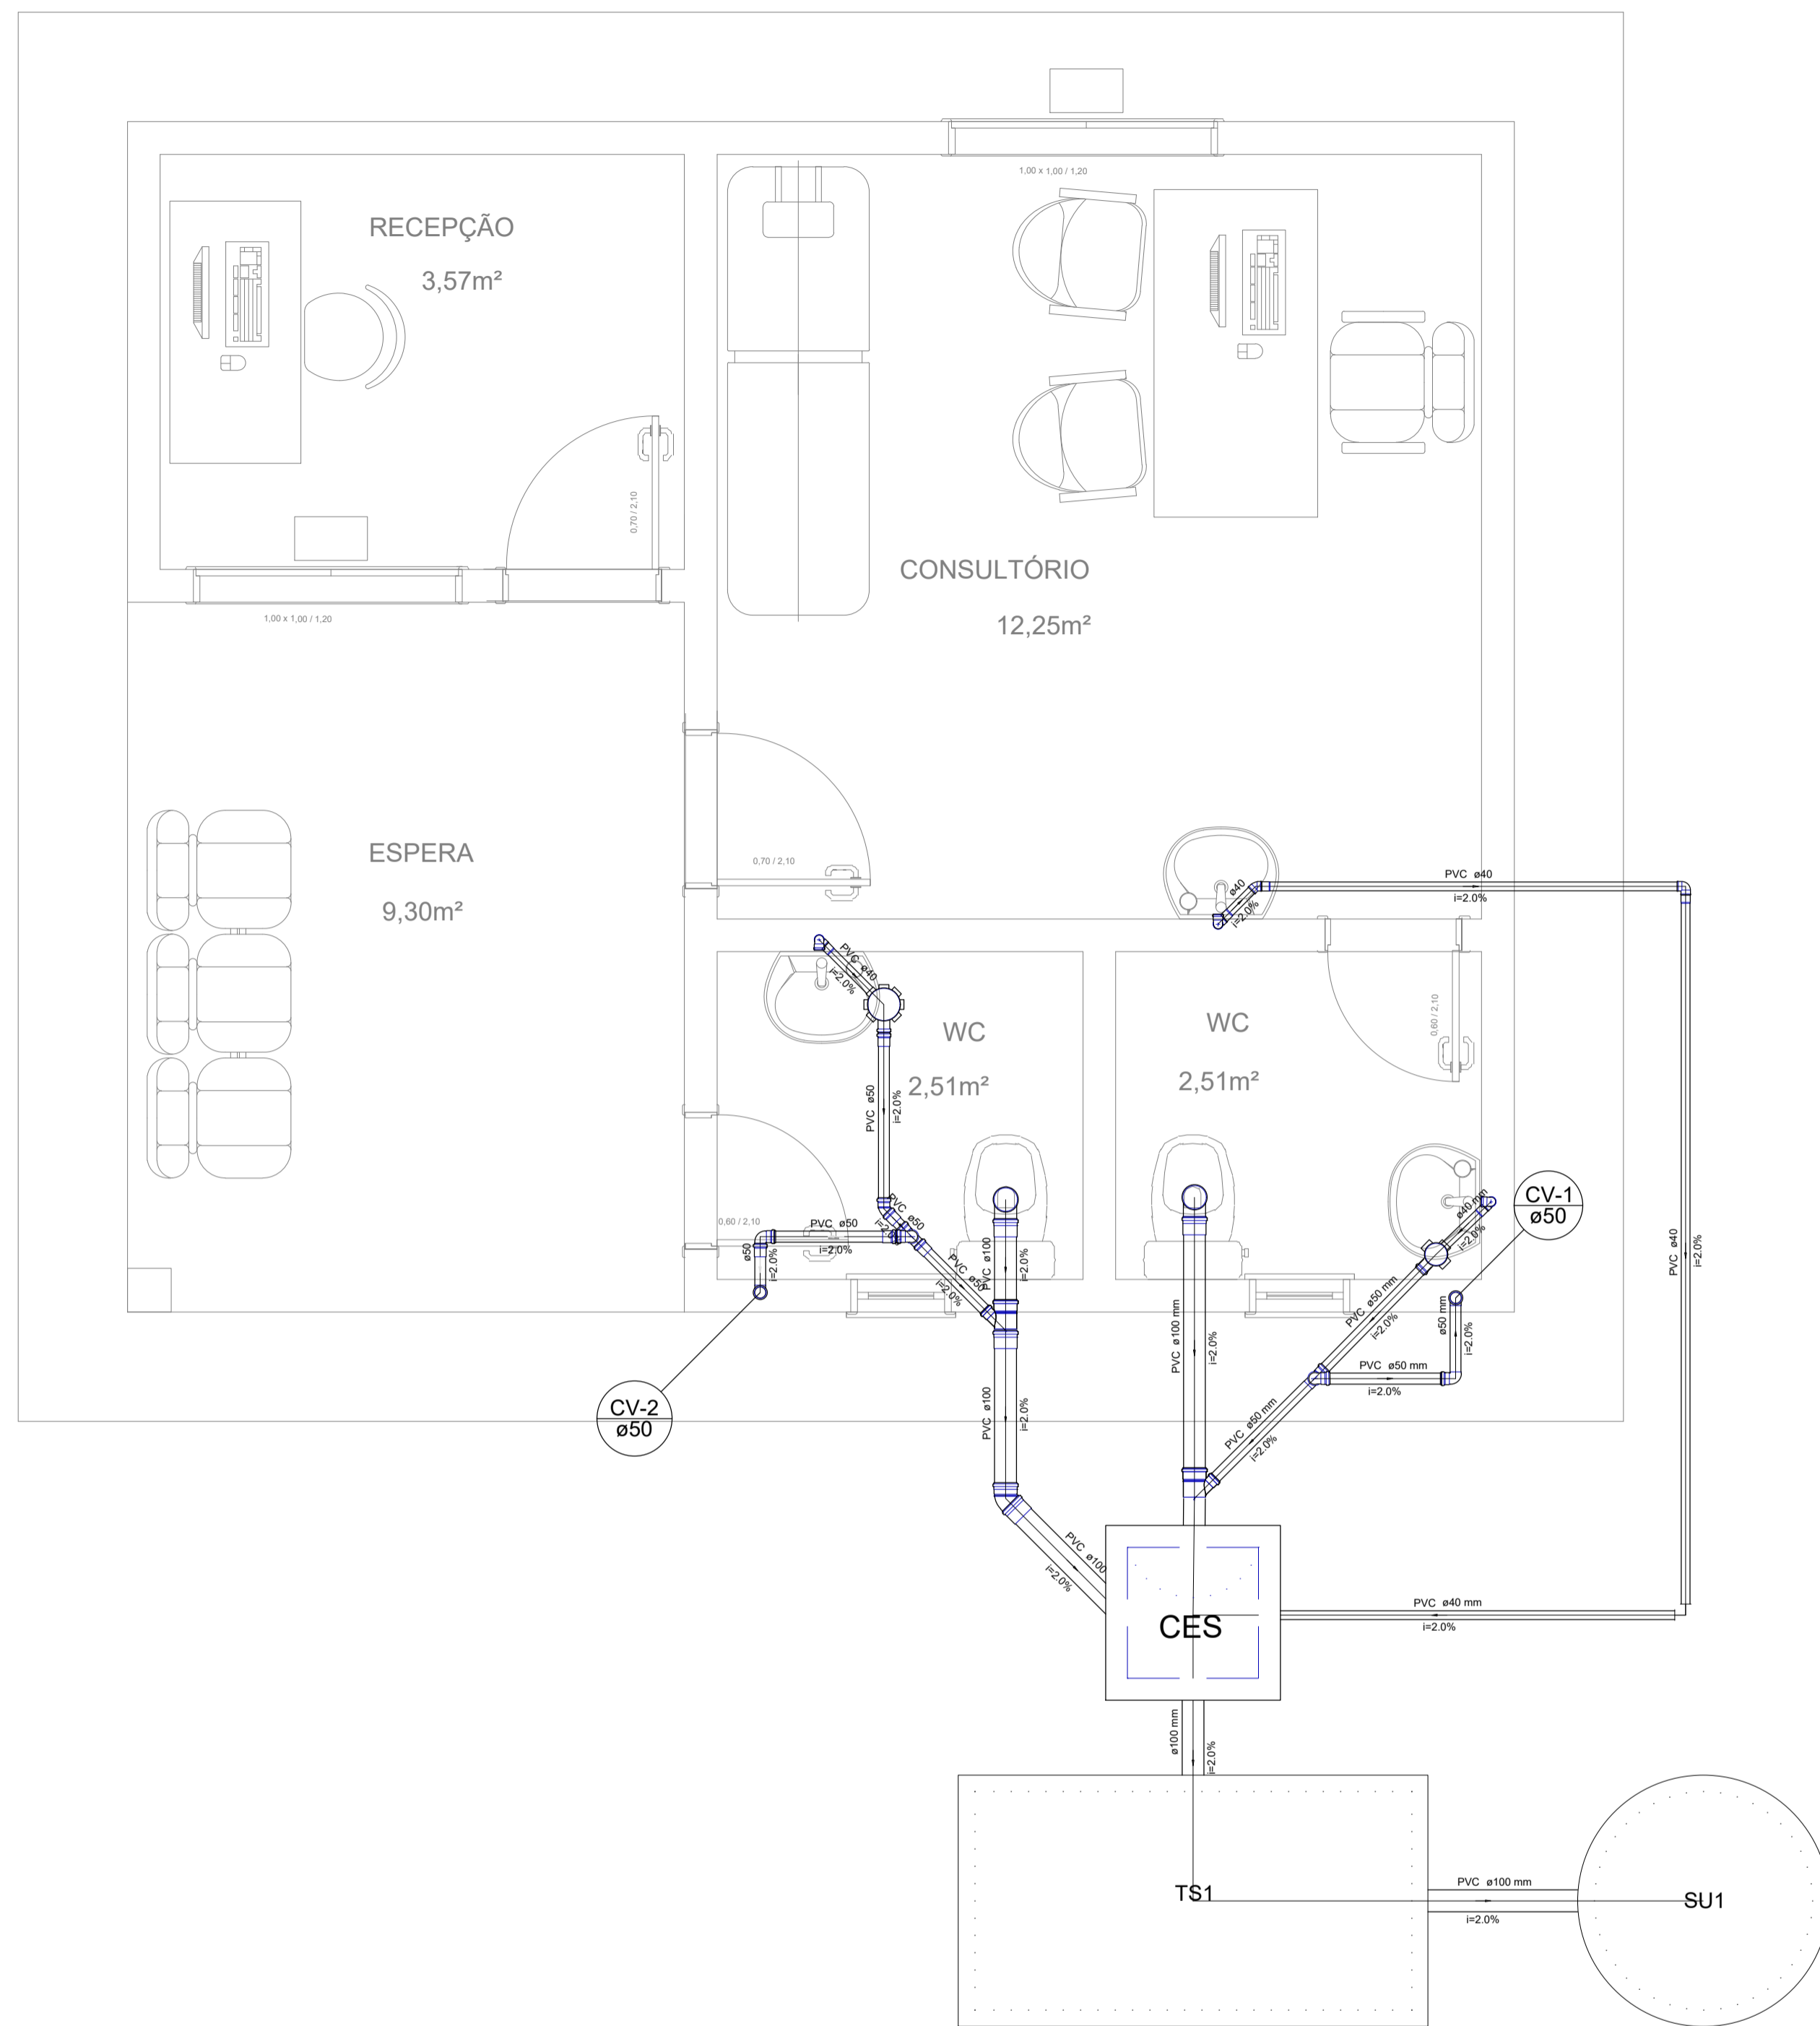 1,00 x 1,00 / 1,20
RECEPÇÃO
3,57m²
0,70 / 2,10
CONSULTÓRIO
12,25m²
1,00 x 1,00 / 1,20
ESPERA
9,30m²
0,70 / 2,10
PVC ø40
i=2.0%
ø40
i=2.0%
PVC ø40
i=2.0%
WC
2,51m²
WC
2,51m²
0,60 / 2,10
PVC ø50
i=2.0%
PVC ø40
i=2.0%
0,60 / 2,10
PVC ø50
i=2.0%
PVC ø50
i=2.0%
ø50
i=2.0%
PVC ø50
i=2.0%
PVC ø100
i=2.0%
PVC ø100 mm
i=2.0%
ø40 mm
i=2.0%
CV-1
ø50
PVC ø50 mm
i=2.0%
ø50 mm
i=2.0%
PVC ø50 mm
i=2.0%
PVC ø50 mm
i=2.0%
CV-2
ø50
PVC ø100
i=2.0%
PVC ø100
i=2.0%
CES
PVC ø40 mm
i=2.0%
ø100 mm
i=2.0%
TS1
PVC ø100 mm
i=2.0%
SU1